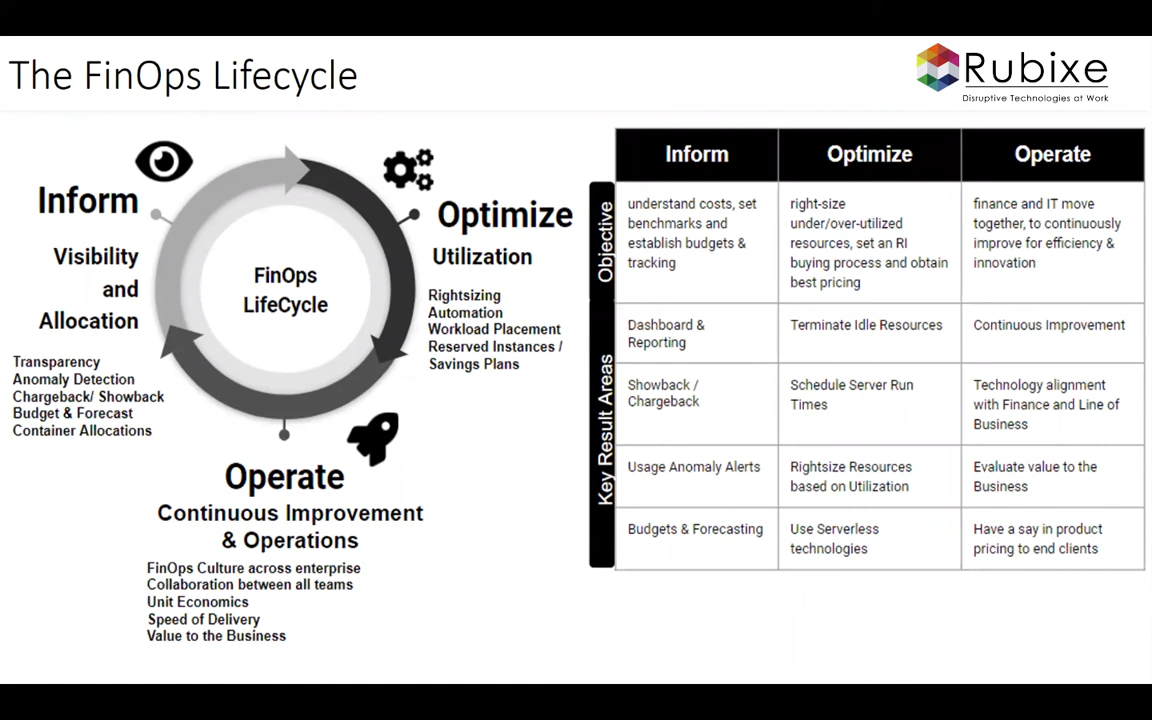 The FinOps Lifecycle
Rubixe
Disruptive Technologies at Work
Inform
Visibility
and
Allocation
Transparency
Anomaly Detection
Chargeback/ Showback
Budget & Forecast
Container Allocations
FinOps
LifeCycle
Optimize
Utilization
Rightsizing
Automation
Workload Placement
Reserved Instances /
Savings Plans
Operate
Continuous Improvement
& Operations
FinOps Culture across enterprise
Collaboration between all teams
Unit Economics
Speed of Delivery
Value to the Business
Inform
Optimize
Operate
Objective
understand costs, set
benchmarks and
establish budgets &
tracking
right-size
under/over-utilized
resources, set an RI
buying process and obtain
best pricing
finance and IT move
together, to continuously
improve for efficiency &
innovation
Key Result Areas
Dashboard &
Reporting
Terminate Idle Resources
Continuous Improvement
Showback /
Chargeback
Schedule Server Run
Times
Technology alignment
with Finance and Line of
Business
Usage Anomaly Alerts
Rightsize Resources
based on Utilization
Evaluate value to the
Business
Budgets & Forecasting
Use Serverless
technologies
Have a say in product
pricing to end clients